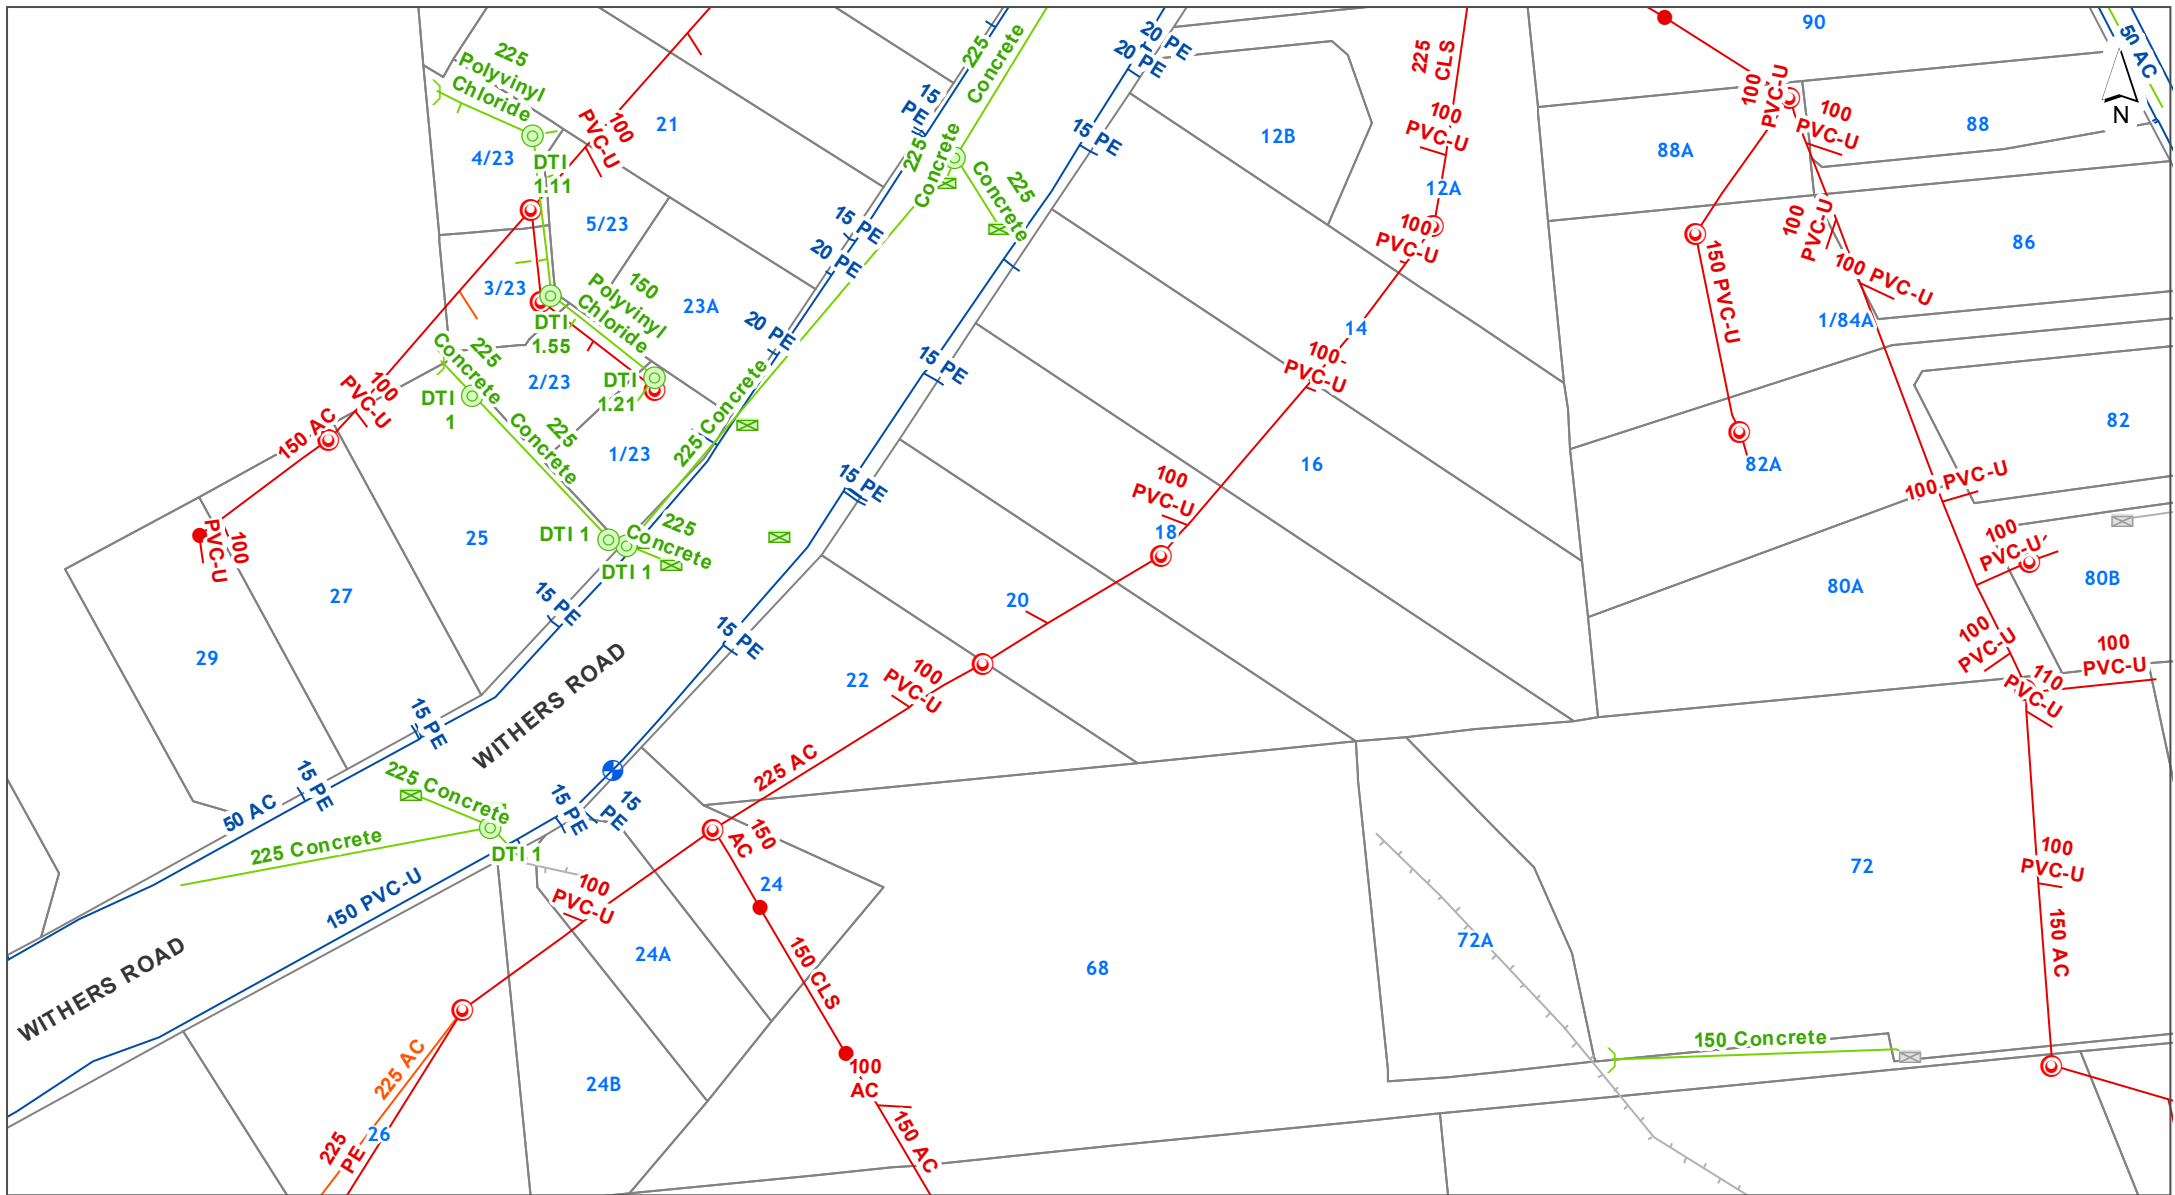 90
50 AC
N
225
Polyvinyl
Chloride
225
Concrete
20 PE
20 PE
225
CLS
100
PVC-U
100
PVC-U
15
PE
100
PVC-U
21
4/23
DTI
1.11
225
Concrete
15 PE
12B
100
PVC-U
88A
88
12A
225
Concrete
5/23
15 PE
20 PE
100
PVC-U
100
PVC-U
86
100 PVC-U
150 PVC-U
3/23
150
Polyvinyl
Chloride
23A
20 PE
14
1/84A
DTI
1.55
225
Concrete
100
PVC-U
15 PE
2/23
DTI
1.21
DTI
1
100
PVC-U
225 Concrete
150 AC
225
Concrete
1/23
82
82A
16
15 PE
100
PVC-U
100 PVC-U
18
100
PVC-U
25
DTI 1
225
Concrete
DTI 1
100
PVC-U
80B
80A
27
15 PE
20
15 PE
29
100
PVC-U
100
PVC-U
110
PVC-U
22
100
PVC-U
WITHERS ROAD
15 PE
225 AC
15 PE
50 AC
225 Concrete
15 PE
15
PE
150
AC
225 Concrete
DTI 1
100
PVC-U
150 PVC-U
24
72
100
PVC-U
24A
72A
68
150 AC
150 CLS
WITHERS ROAD
150 Concrete
225 AC
24B
100
AC
150 AC
26
225
PE